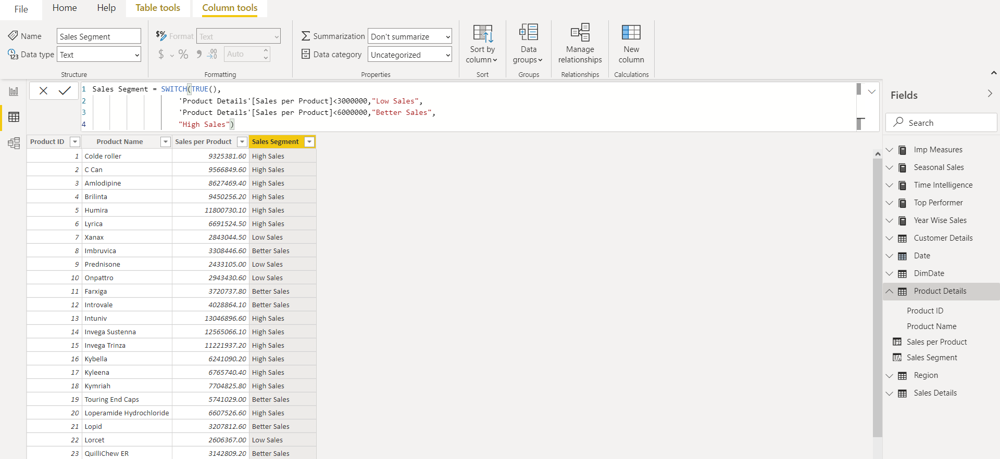 File Home Help Table tools Column tools
Name Sales Segment
Data type Text
Structure
$% Format Text
$ % 9 .00 Auto
Formatting
Summarization Don't summarize
Data category Uncategorized
Properties
Sort by
column
Sort
Data
groups
Groups
Manage
relationships
Relationships
New
column
Calculations
1 Sales Segment = SWITCH(TRUE(),
2 'Product Details'[Sales per Product]<3000000,"Low Sales",
3 'Product Details'[Sales per Product]<6000000,"Better Sales",
4 "High Sales")
Product ID Product Name Sales per Product Sales Segment
1 Colde roller 9325381.60 High Sales
2 C Can 9566849.60 High Sales
3 Amlodipine 8627469.40 High Sales
4 Brilinta 9450256.20 High Sales
5 Humira 11800730.10 High Sales
6 Lyrica 6691524.50 High Sales
7 Xanax 2843044.50 Low Sales
8 Imbruvica 3308446.60 Better Sales
9 Prednisone 2433105.00 Low Sales
10 Onpattro 2943430.60 Low Sales
11 Farxiga 3720737.80 Better Sales
12 Introvale 4028864.10 Better Sales
13 Intuniv 13046896.60 High Sales
14 Invega Sustenna 12565066.10 High Sales
15 Invega Trinza 11221937.20 High Sales
16 Kybella 6241090.20 High Sales
17 Kyleena 6765740.40 High Sales
18 Kymriah 7704825.80 High Sales
19 Touring End Caps 5741029.00 Better Sales
20 Loperamide Hydrochloride 6607526.60 High Sales
21 Lopid 3207812.60 Better Sales
22 Lorcet 2606367.00 Low Sales
23 QuilliChew ER 3142809.20 Better Sales
Fields
Search
Imp Measures
Seasonal Sales
Time Intelligence
Top Performer
Year Wise Sales
Customer Details
Date
DimDate
Product Details
Product ID
Product Name
Sales per Product
Sales Segment
Region
Sales Details